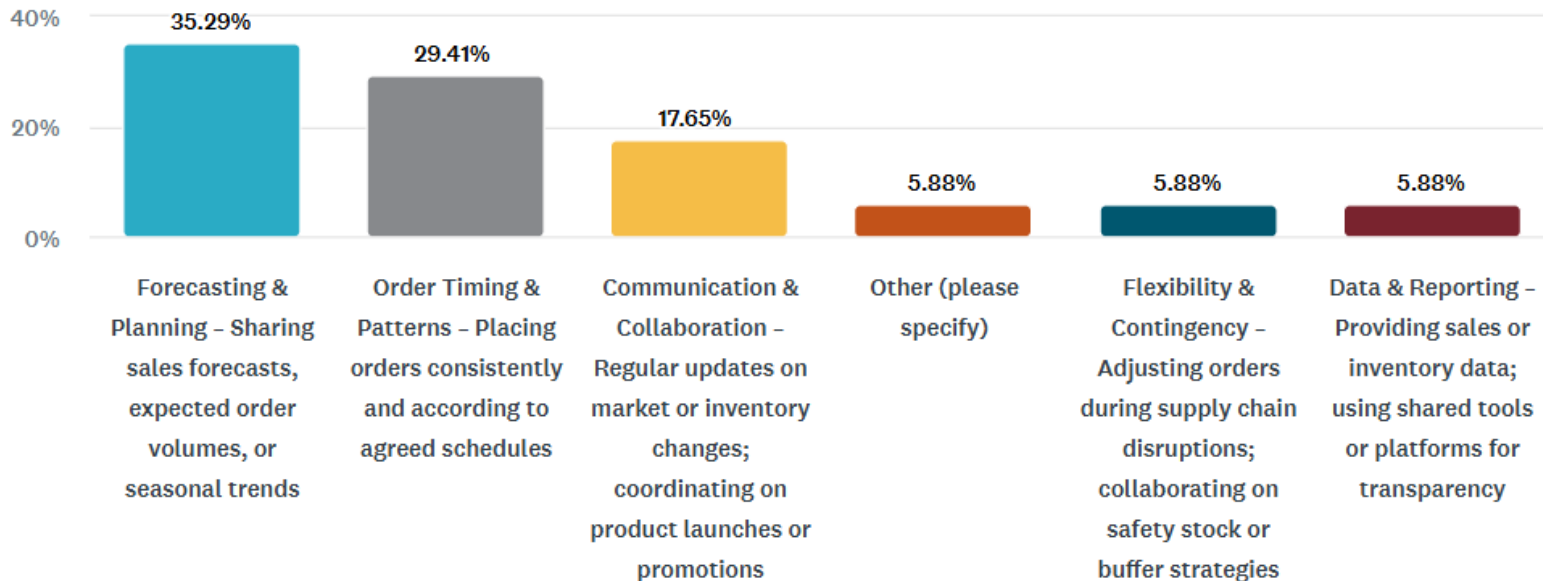 40%
35.29%
29.41%
20%
17.65%
5.88%
5.88%
5.88%
0%
Forecasting &
Planning – Sharing
sales forecasts,
expected order
volumes, or
seasonal trends
Order Timing &
Patterns – Placing
orders consistently
and according to
agreed schedules
Communication &
Collaboration –
Regular updates on
market or inventory
changes;
coordinating on
product launches or
promotions
Other (please
specify)
Flexibility &
Contingency –
Adjusting orders
during supply chain
disruptions;
collaborating on
safety stock or
buffer strategies
Data & Reporting –
Providing sales or
inventory data;
using shared tools
or platforms for
transparency